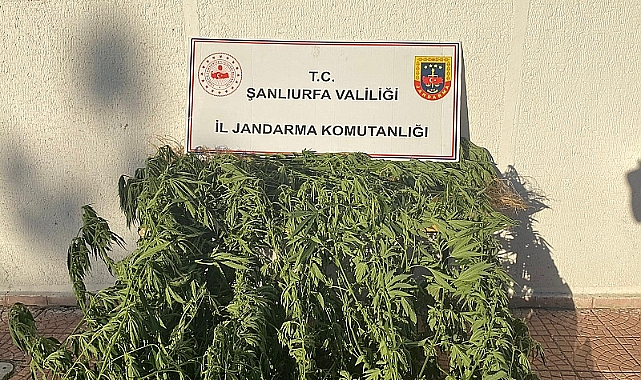 T.C.
ŞANLIURFA VALİLİĞİ
İL JANDARMA KOMUTANLIĞI